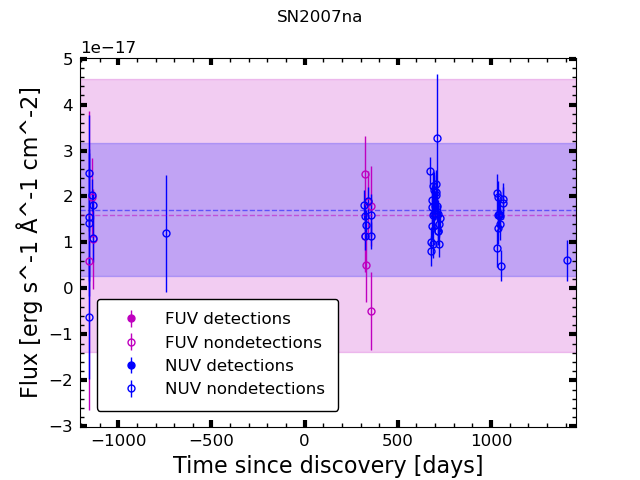 SN2007na
1e−17
5
4
3
2
1
0
−1
−2
−3
Flux [erg s^-1 Å^-1 cm^-2]
FUV detections
FUV nondetections
NUV detections
NUV nondetections
−1000 −500 0 500 1000
Time since discovery [days]